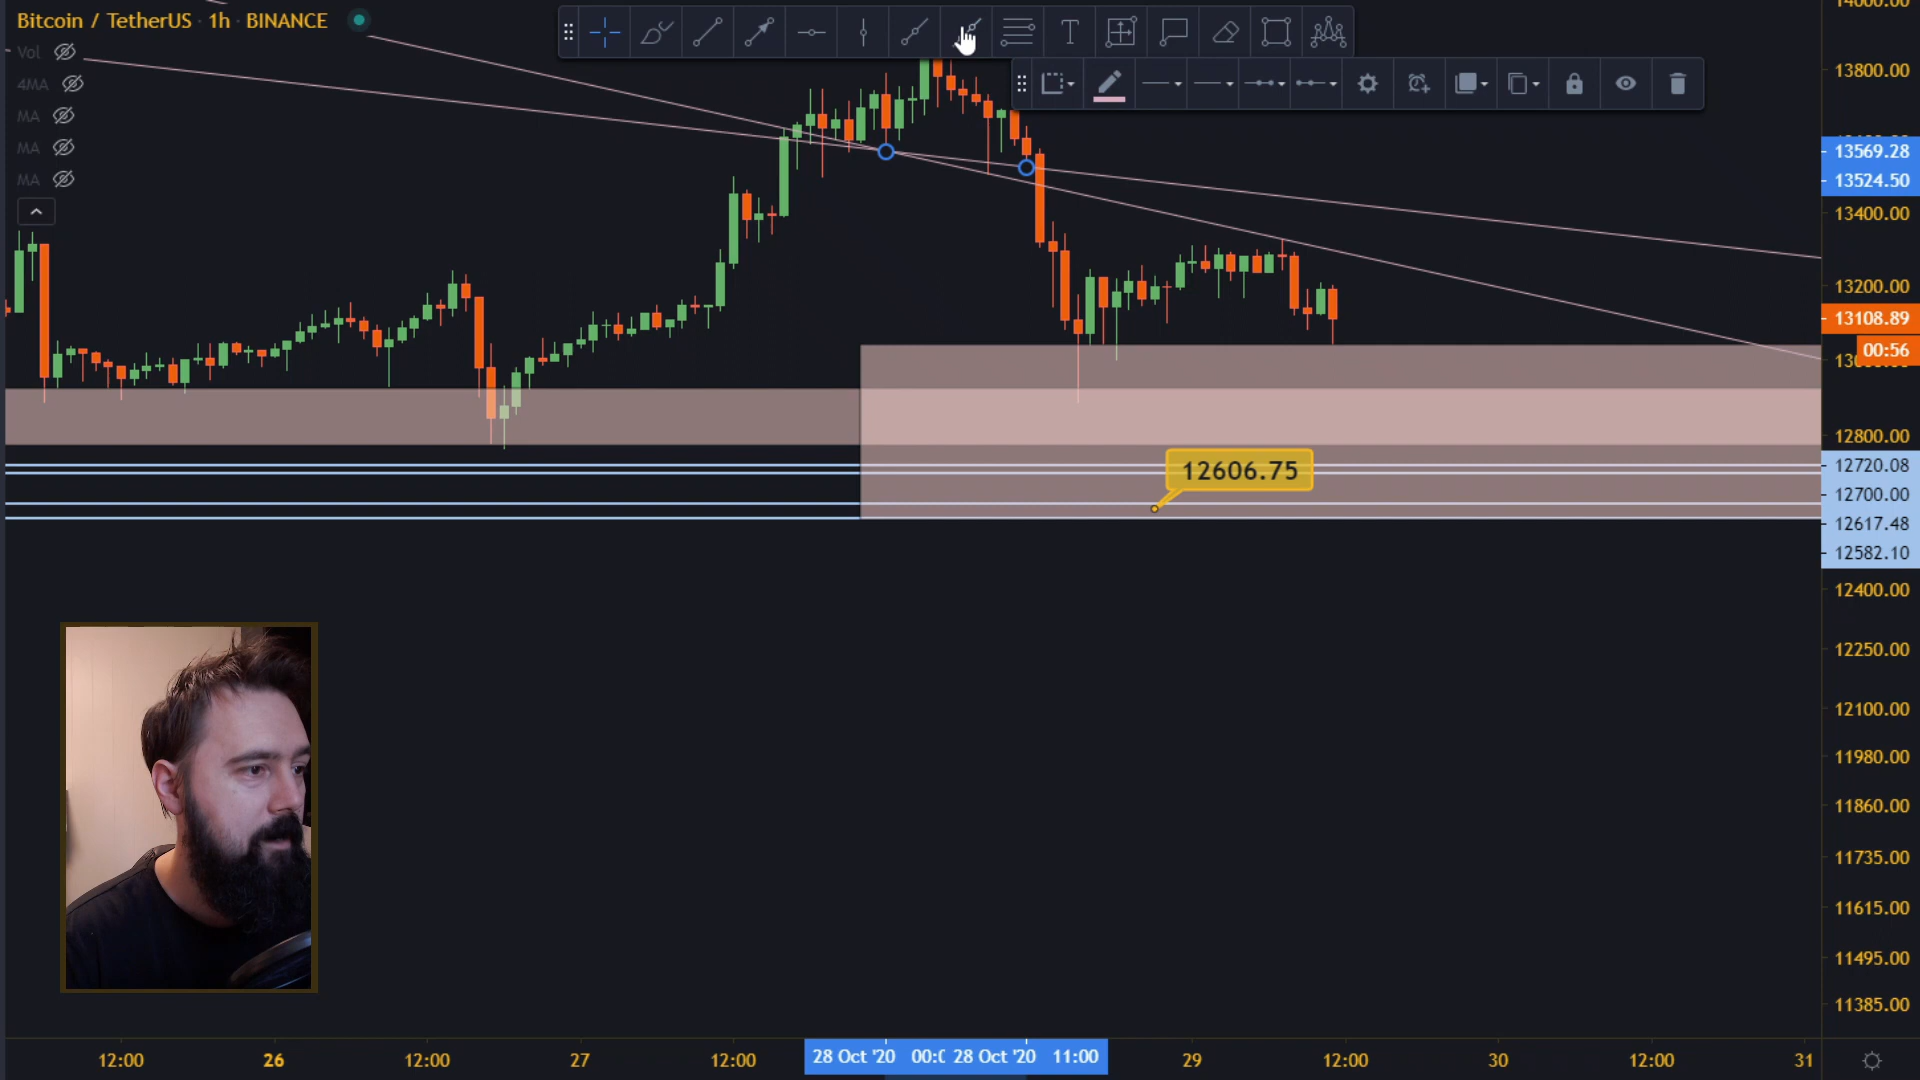 Bitcoin / TetherUS · 1h · BINANCE
Vol
4MA
MA
MA
MA
T
12606.75
14000.00
13800.00
13569.28
13524.50
13400.00
13200.00
13108.89
00:56
12800.00
12720.08
12700.00
12617.48
12582.10
12400.00
12250.00
12100.00
11980.00
11860.00
11735.00
11615.00
11495.00
11385.00
12:00 26 12:00 27 12:00 28 Oct '20 28 Oct '20 11:00 29 12:00 30 12:00 31